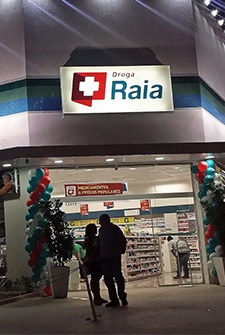 Droga
Raia
MEDICAMENTOS
A PREÇOS POPULARES